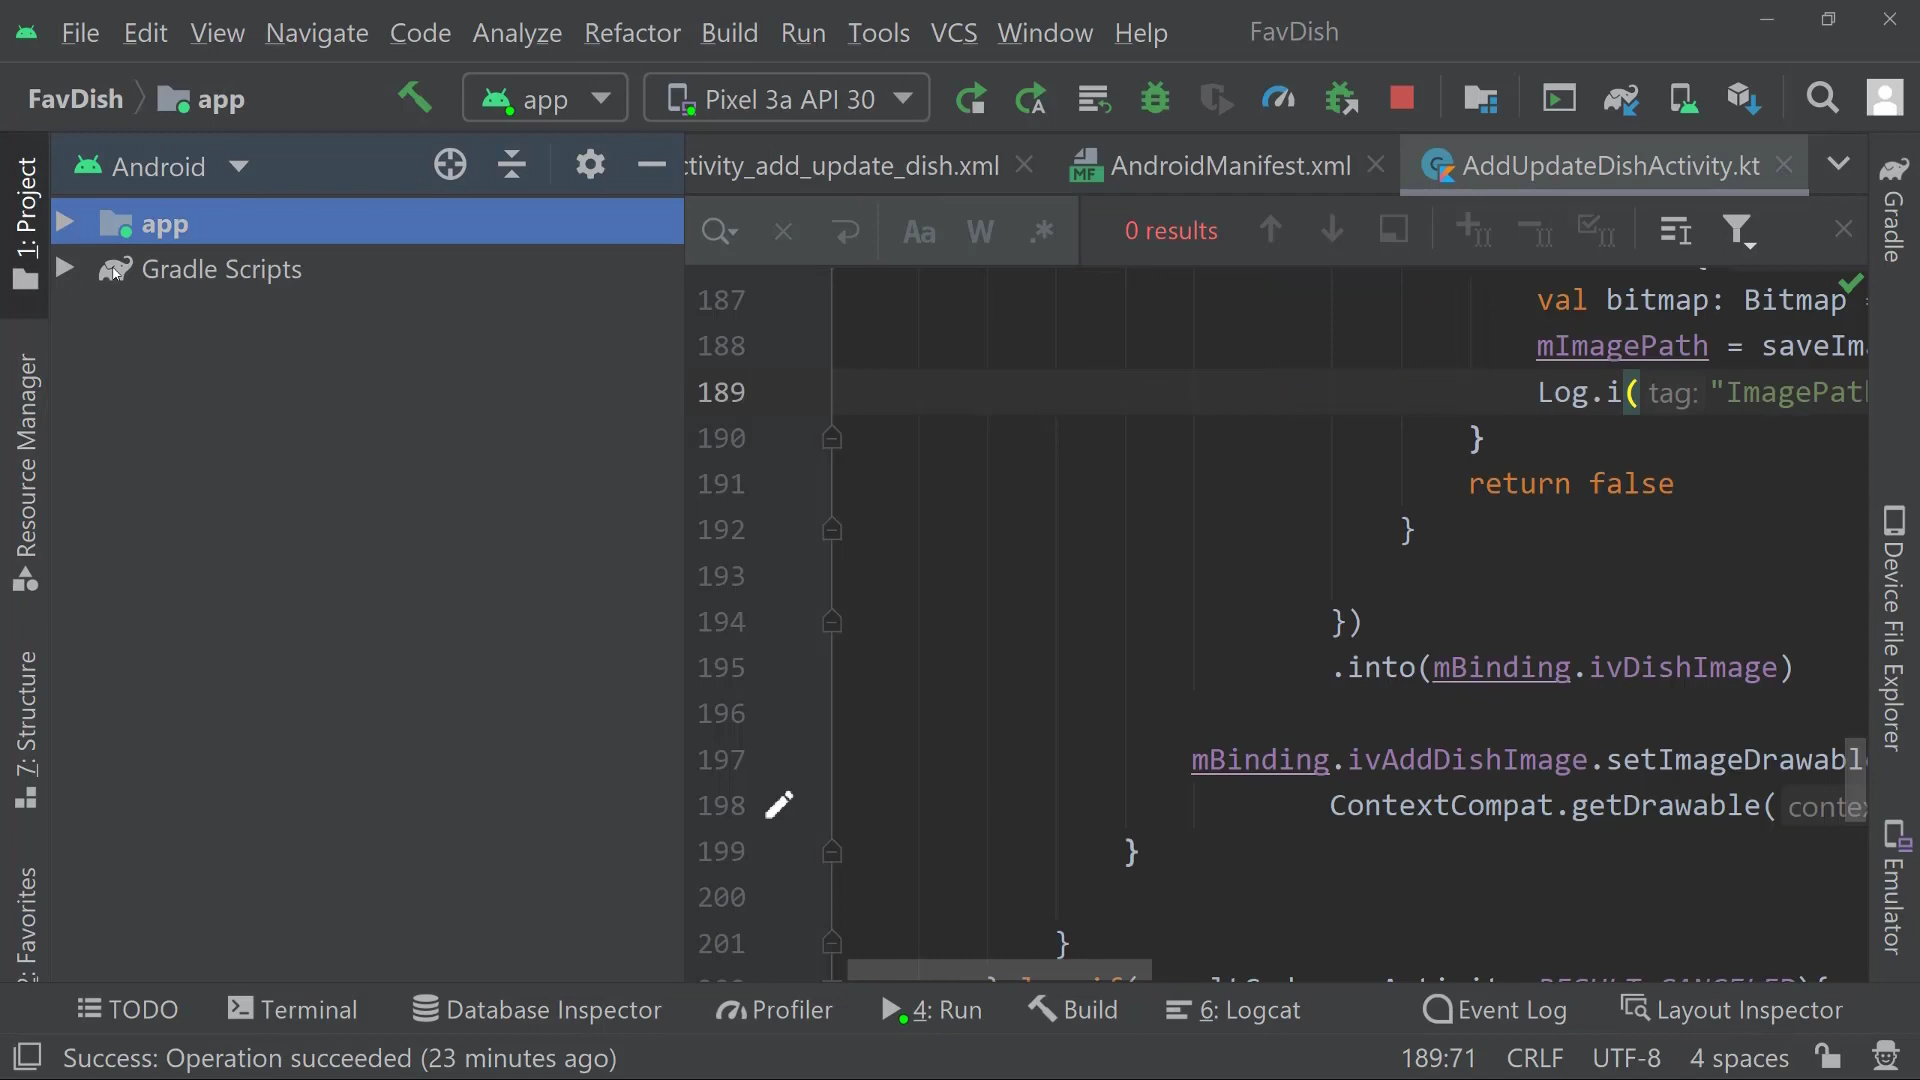 File Edit View Navigate Code Analyze Refactor Build Run Tools VCS Window Help FavDish
FavDish app app Pixel 3a API 30
Android
ctivity_add_update_dish.xml AndroidManifest.xml AddUpdateDishActivity.kt
app
Gradle Scripts
Aa W .* 0 results
187 val bitmap: Bitmap =
188 mImagePath = saveIma
189 Log.i( tag: "ImagePath
190 }
191 return false
192 }
193
194 })
195 .into(mBinding.ivDishImage)
196
197 mBinding.ivAddDishImage.setImageDrawabl
198 ContextCompat.getDrawable( contex
199 }
200
201 }
1: Project
Resource Manager
7: Structure
Favorites
Gradle
Device File Explorer
Emulator
TODO Terminal Database Inspector Profiler 4: Run Build 6: Logcat Event Log Layout Inspector
Success: Operation succeeded (23 minutes ago) 189:71 CRLF UTF-8 4 spaces